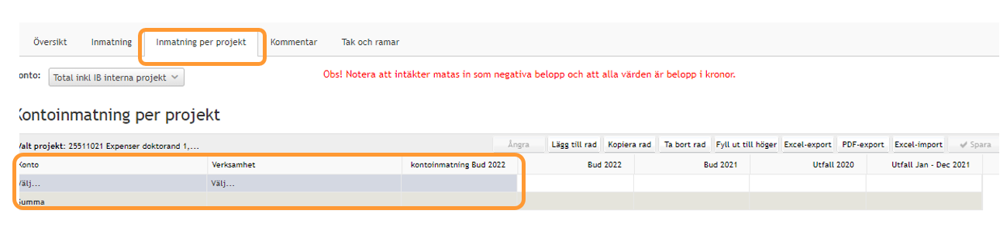 Översikt Inmatning Inmatning per projekt Kommentar Tak och ramar
onto: Total inkl IB interna projekt Obs! Notera att intäkter matas in som negativa belopp och att alla värden är belopp i kronor.
Kontoinmatning per projekt
Valt projekt: 25511021 Expenser doktorand 1,... Ångra Lägg till rad Kopiera rad Ta bort rad Fyll ut till höger Excel-export PDF-export Excel-import Spara
Konto Verksamhet kontoinmatning Bud 2022 Bud 2022 Bud 2021 Utfall 2020 Utfall Jan - Dec 2021
Välj... Välj...
Summa